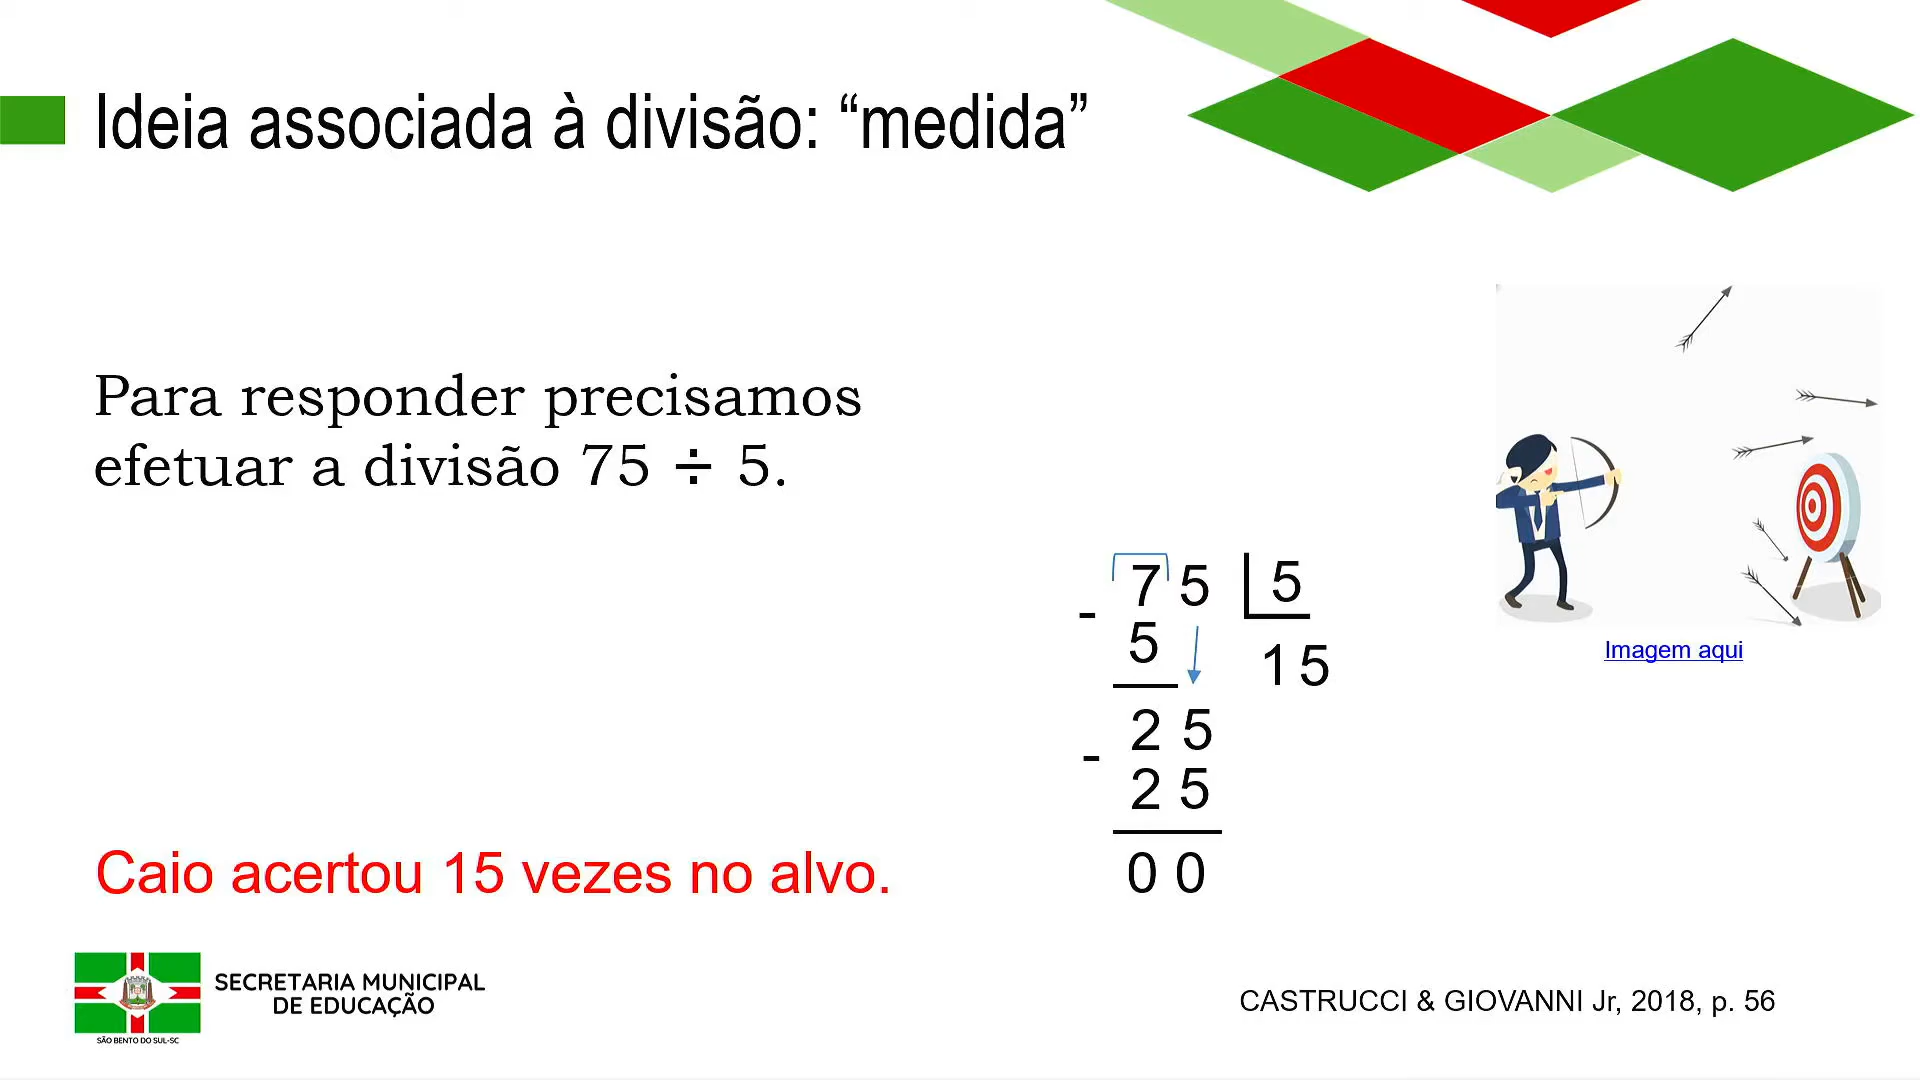 Ideia associada à divisão: “medida”
Para responder precisamos
efetuar a divisão 75 ÷ 5.
7 5 5
- 5
1 5
2 5
- 2 5
0 0
Imagem aqui
Caio acertou 15 vezes no alvo.
SECRETARIA MUNICIPAL
DE EDUCAÇÃO
SÃO BENTO DO SUL-SC
CASTRUCCI & GIOVANNI Jr, 2018, p. 56